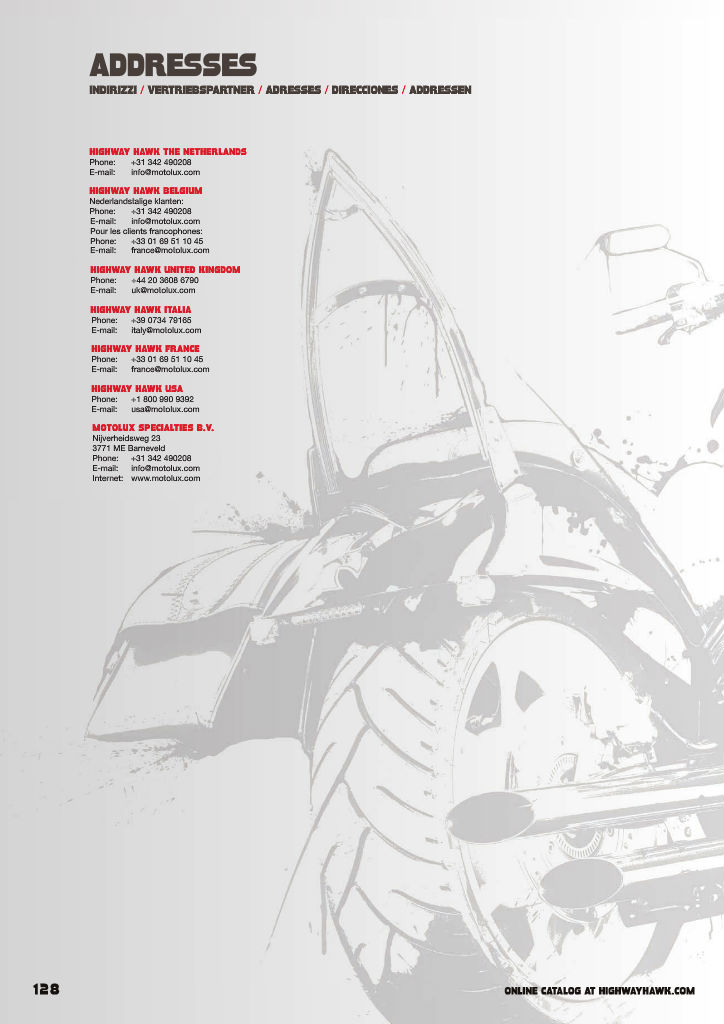 ADDRESSES
INDIRIZZI / VERTRIEBSPARTNER / ADRESSES / DIRECCIONES / ADDRESSEN
HIGHWAY HAWK THE NETHERLANDS
Phone: +31 342 490208
E-mail: info@motolux.com
HIGHWAY HAWK BELGIUM
Nederlandstalige klanten:
Phone: +31 342 490208
E-mail: info@motolux.com
Pour les clients francophones:
Phone: +33 01 69 51 10 45
E-mail: france@motolux.com
HIGHWAY HAWK UNITED KINGDOM
Phone: +44 20 3608 6790
E-mail: uk@motolux.com
HIGHWAY HAWK ITALIA
Phone: +39 0734 79165
E-mail: italy@motolux.com
HIGHWAY HAWK FRANCE
Phone: +33 01 69 51 10 45
E-mail: france@motolux.com
HIGHWAY HAWK USA
Phone: +1 800 990 9392
E-mail: usa@motolux.com
MOTOLUX SPECIALTIES B.V.
Nijverheidsweg 23
3771 ME Barneveld
Phone: +31 342 490208
E-mail: info@motolux.com
Internet: www.motolux.com
128
ONLINE CATALOG AT HIGHWAYHAWK.COM